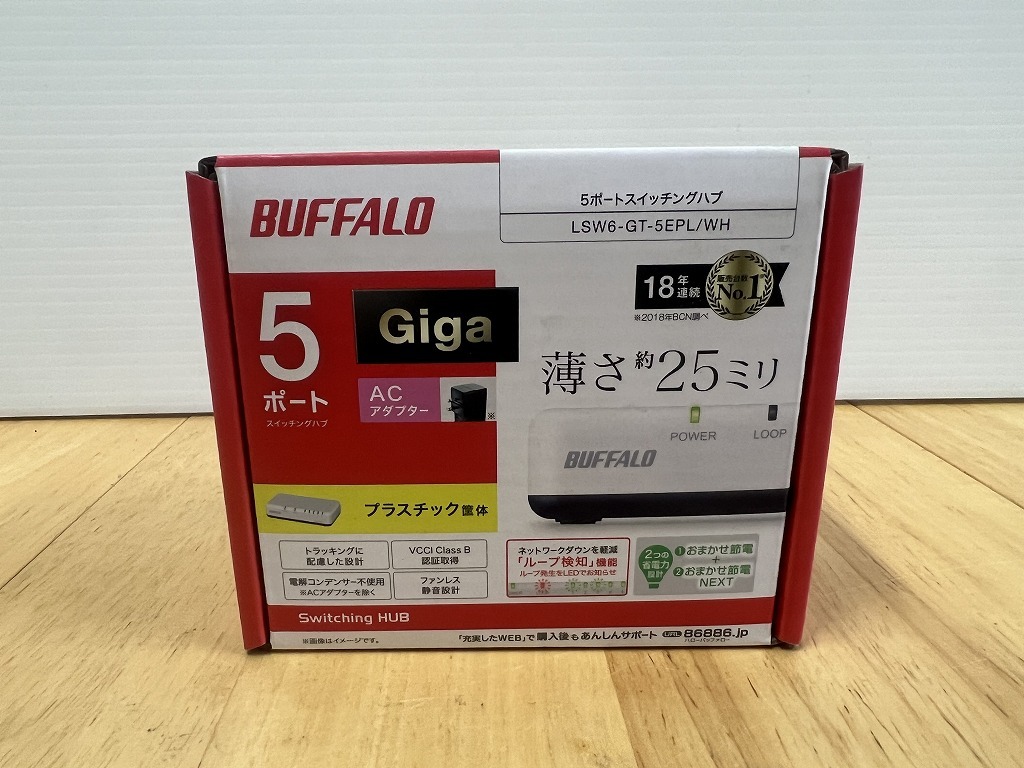 BUFFALO
5ポートスイッチングハブ
LSW6-GT-5EPL/WH
5
ポート
スイッチングハブ
Giga
AC
アダプター
※
プラスチック筐体
18年連続
販売台数
No.1
※2018年BCN調べ
薄さ約25ミリ
POWER
LOOP
BUFFALO
トラッキングに
配慮した設計
VCCI Class B
認証取得
電解コンデンサー不使用
※ACアダプターを除く
ファンレス
静音設計
ネットワークダウンを軽減
「ループ検知」機能
ループ発生をLEDでお知らせ
2つの
省電力
設計
1 おまかせ節電
+
2 おまかせ節電
NEXT
Switching HUB
※画像はイメージです。
「充実したWEB」で購入後もあんしんサポート
URL 86886.jp
ハローバッファロー